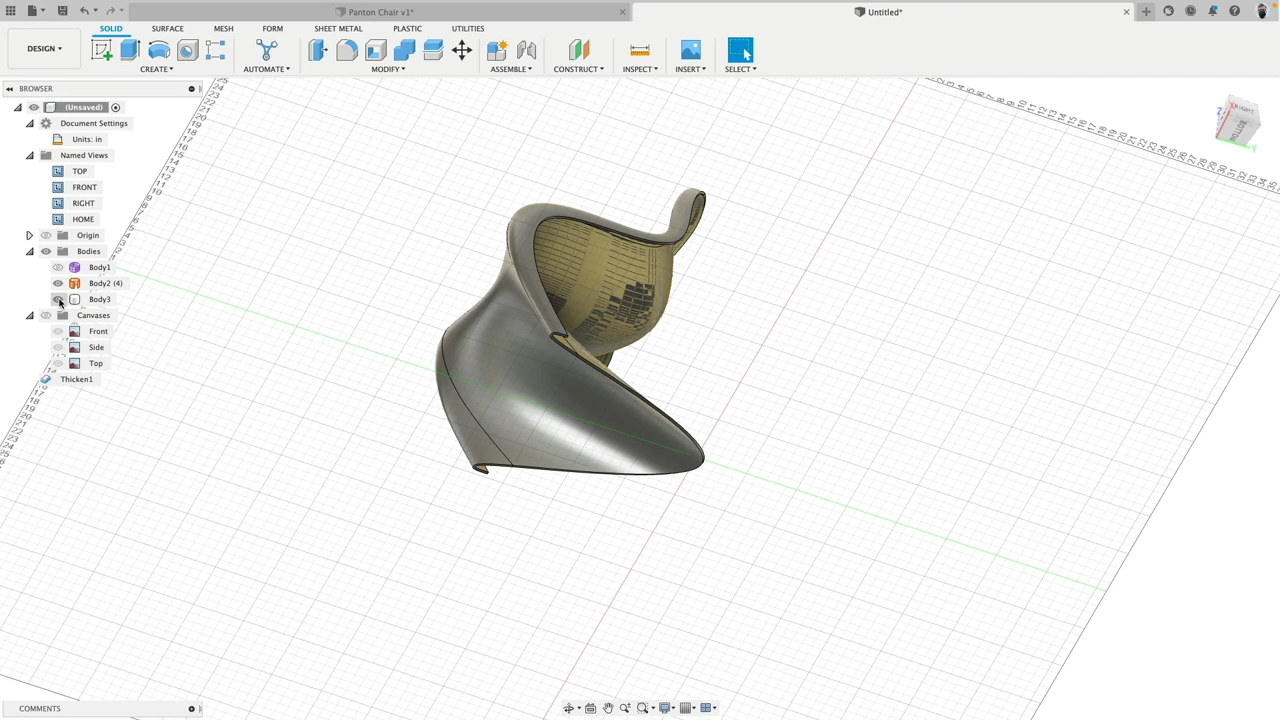 Panton Chair v1*
Untitled*
DESIGN
SOLID
SURFACE
MESH
FORM
SHEET METAL
PLASTIC
UTILITIES
CREATE
AUTOMATE
MODIFY
ASSEMBLE
CONSTRUCT
INSPECT
INSERT
SELECT
BROWSER
(Unsaved)
Document Settings
Units: in
Named Views
TOP
FRONT
RIGHT
HOME
Origin
Bodies
Body1
Body2 (4)
Body3
Canvases
Front
Side
Top
Thicken1
RIGHT
BOTTOM
X
Y
Z
COMMENTS